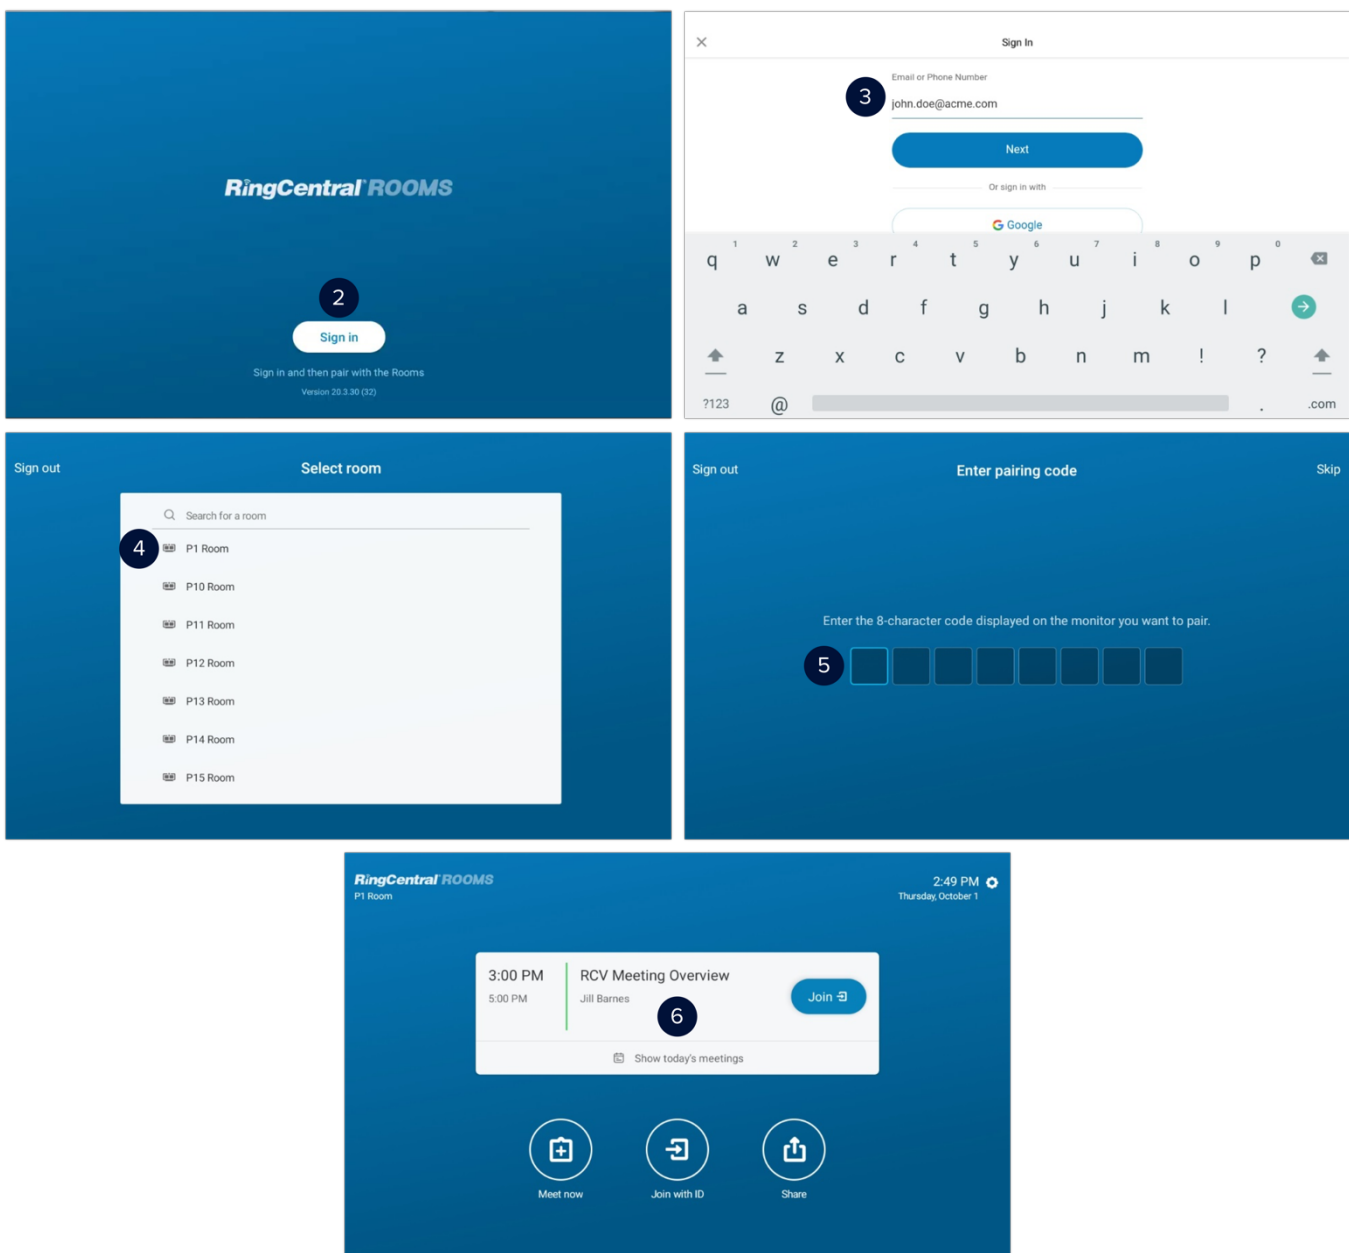 RingCentral ROOMS
2
Sign in
Sign in and then pair with the Rooms
Version 20.3.30 (32)
Sign In
Email or Phone Number
3
john.doe@acme.com
Next
Or sign in with
Google
1 2 3 4 5 6 7 8 9 0
q w e r t y u i o p
a s d f g h j k l
z x c v b n m ! ?
?123 @ . .com
Sign out Select room
Search for a room
4 P1 Room
P10 Room
P11 Room
P12 Room
P13 Room
P14 Room
P15 Room
Sign out Enter pairing code Skip
Enter the 8-character code displayed on the monitor you want to pair.
5
RingCentral ROOMS
P1 Room
2:49 PM
Thursday, October 1
3:00 PM RCV Meeting Overview
5:00 PM Jill Barnes
Join
6
Show today's meetings
Meet now Join with ID Share